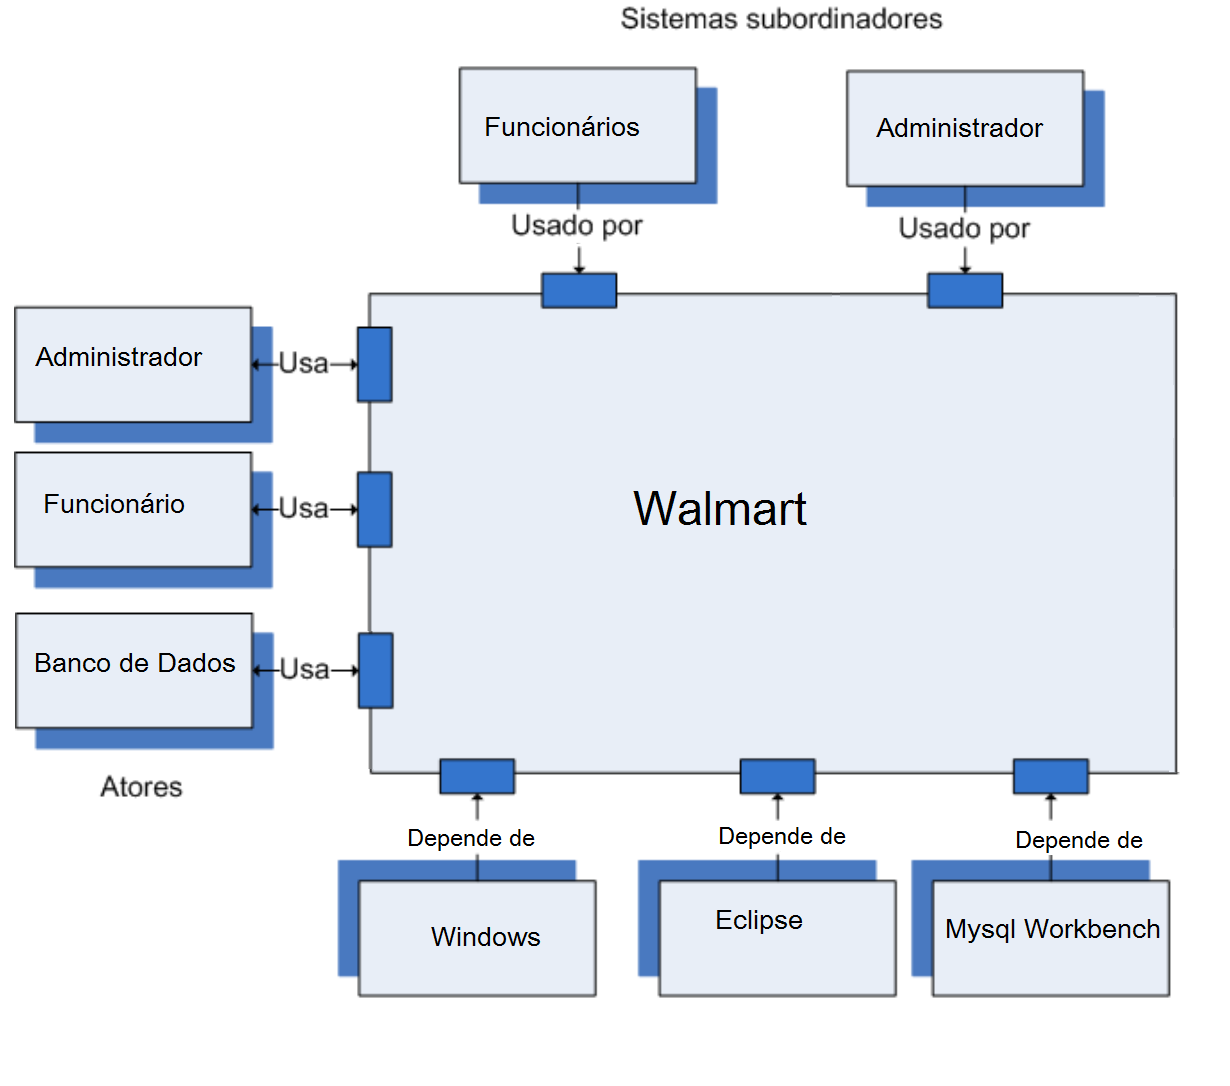 Sistemas subordinadores
Funcionários
Administrador
Usado por
Usado por
Administrador
Usa
Funcionário
Usa
Walmart
Banco de Dados
Usa
Atores
Depende de
Depende de
Depende de
Windows
Eclipse
Mysql Workbench